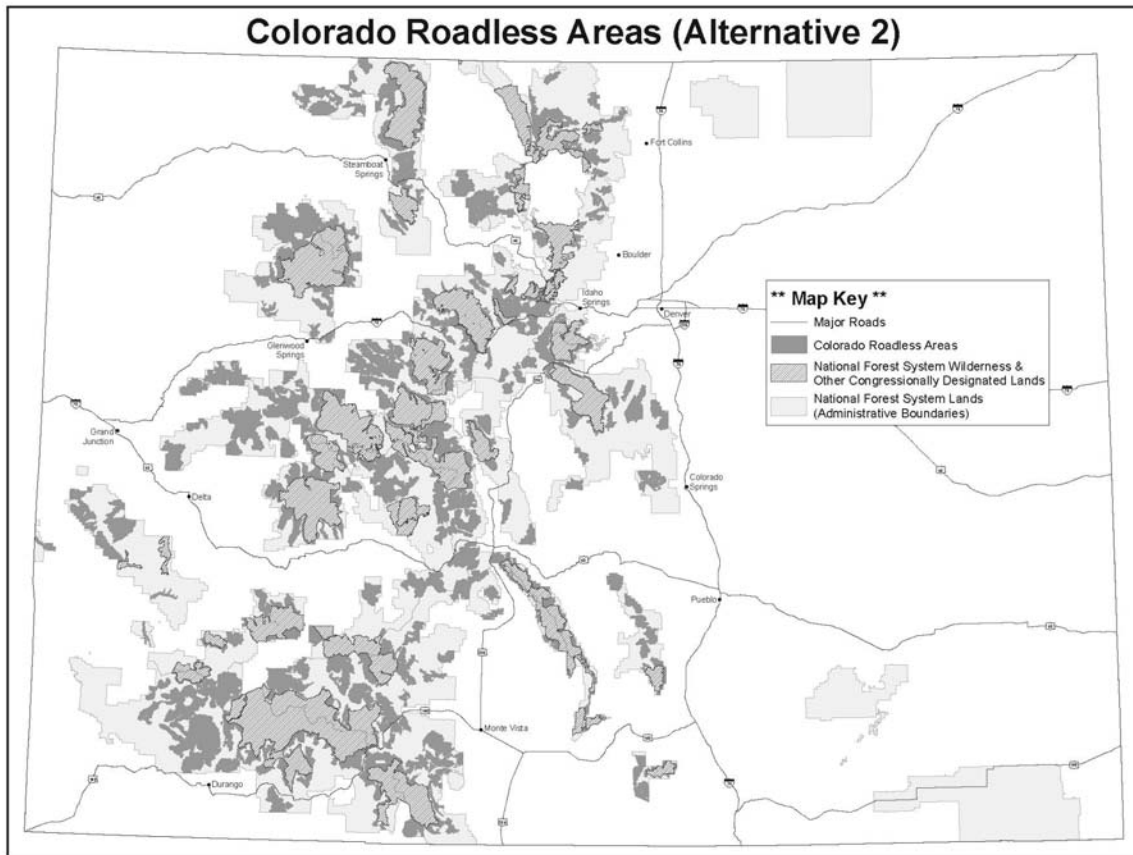 Colorado Roadless Areas (Alternative 2)
Fort Collins
Steamboat
Springs
Boulder
Idaho
Springs
Denver
** Map Key **
Major Roads
Colorado Roadless Areas
National Forest System Wilderness &
Other Congressionally Designated Lands
National Forest System Lands
(Administrative Boundaries)
Glenwood
Springs
Grand
Junction
Delta
Colorado
Springs
Pueblo
Monte Vista
Durango